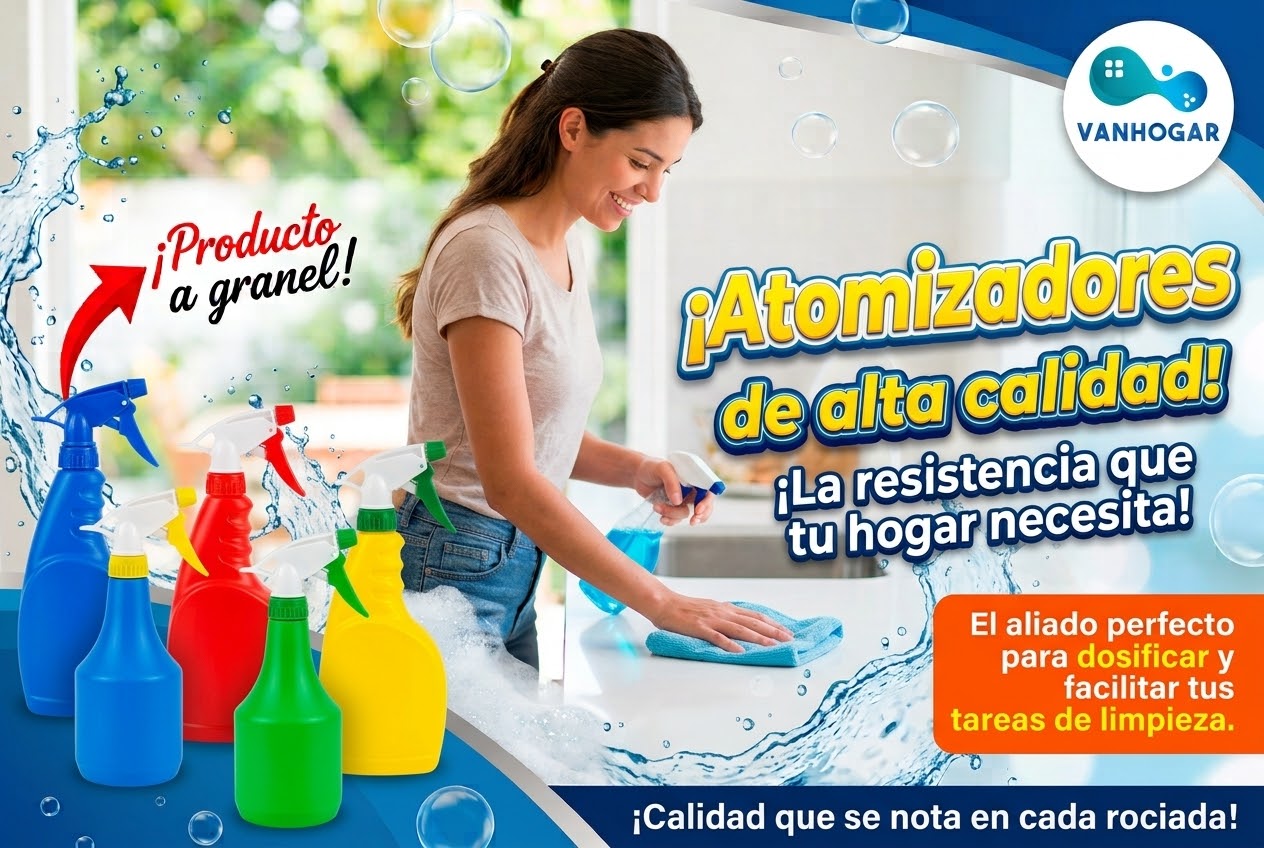 VANHOGAR
¡Producto
a granel!
¡Atomizadores
de alta calidad!
¡La resistencia que
tu hogar necesita!
El aliado perfecto
para dosificar y
facilitar tus
tareas de limpieza.
¡Calidad que se nota en cada rociada!